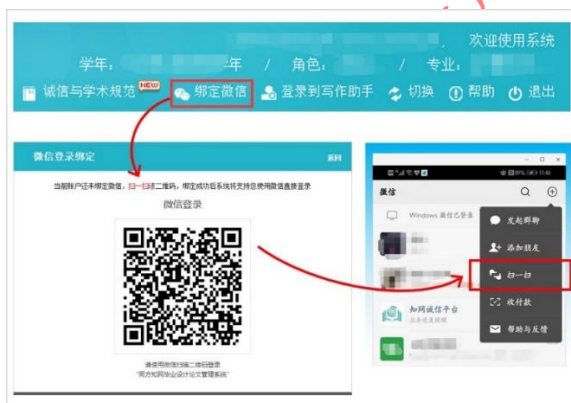 欢迎使用系统
学年： 年 / 角色： / 专业：
诚信与学术规范 NEW 绑定微信 登录到写作助手 切换 帮助 退出
微信登录绑定 返回
当前账户还未绑定微信，扫一扫该二维码，绑定成功后系统将支持您使用微信直接登录
微信登录
请使用微信扫描二维码登录
“同方知网毕业设计论文管理系统”
微信
Windows 微信已登录
发起群聊
添加朋友
扫一扫
知网诚信平台
收付款
帮助与反馈